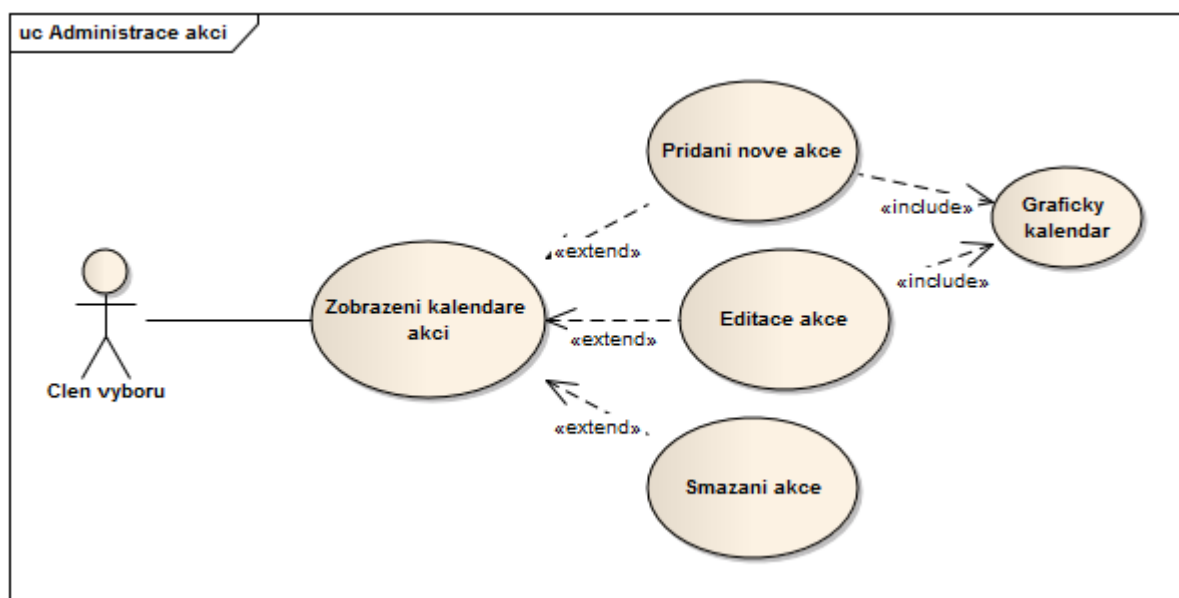 uc Administrace akci
Pridani nove akce
«include»
Graficky
kalendar
«extend»
«include»
Zobrazeni kalendare
akci
Editace akce
«extend»
Clen vyboru
«extend»
Smazani akce